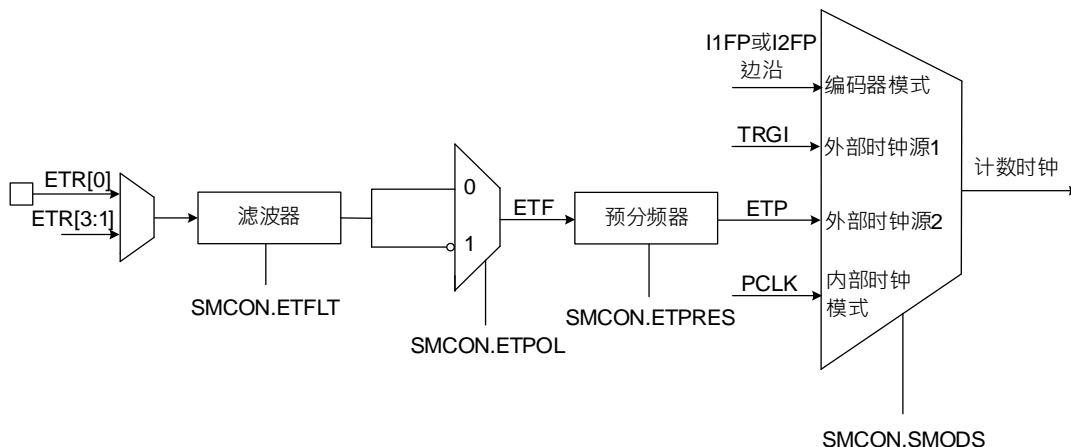 I1FP或I2FP
边沿
编码器模式
TRGI
外部时钟源1
计数时钟
ETR[0]
ETR[3:1]
滤波器
0
1
ETF
预分频器
ETP
外部时钟源2
PCLK
内部时钟
模式
SMCON.ETFLT
SMCON.ETPOL
SMCON.ETPRES
SMCON.SMODS